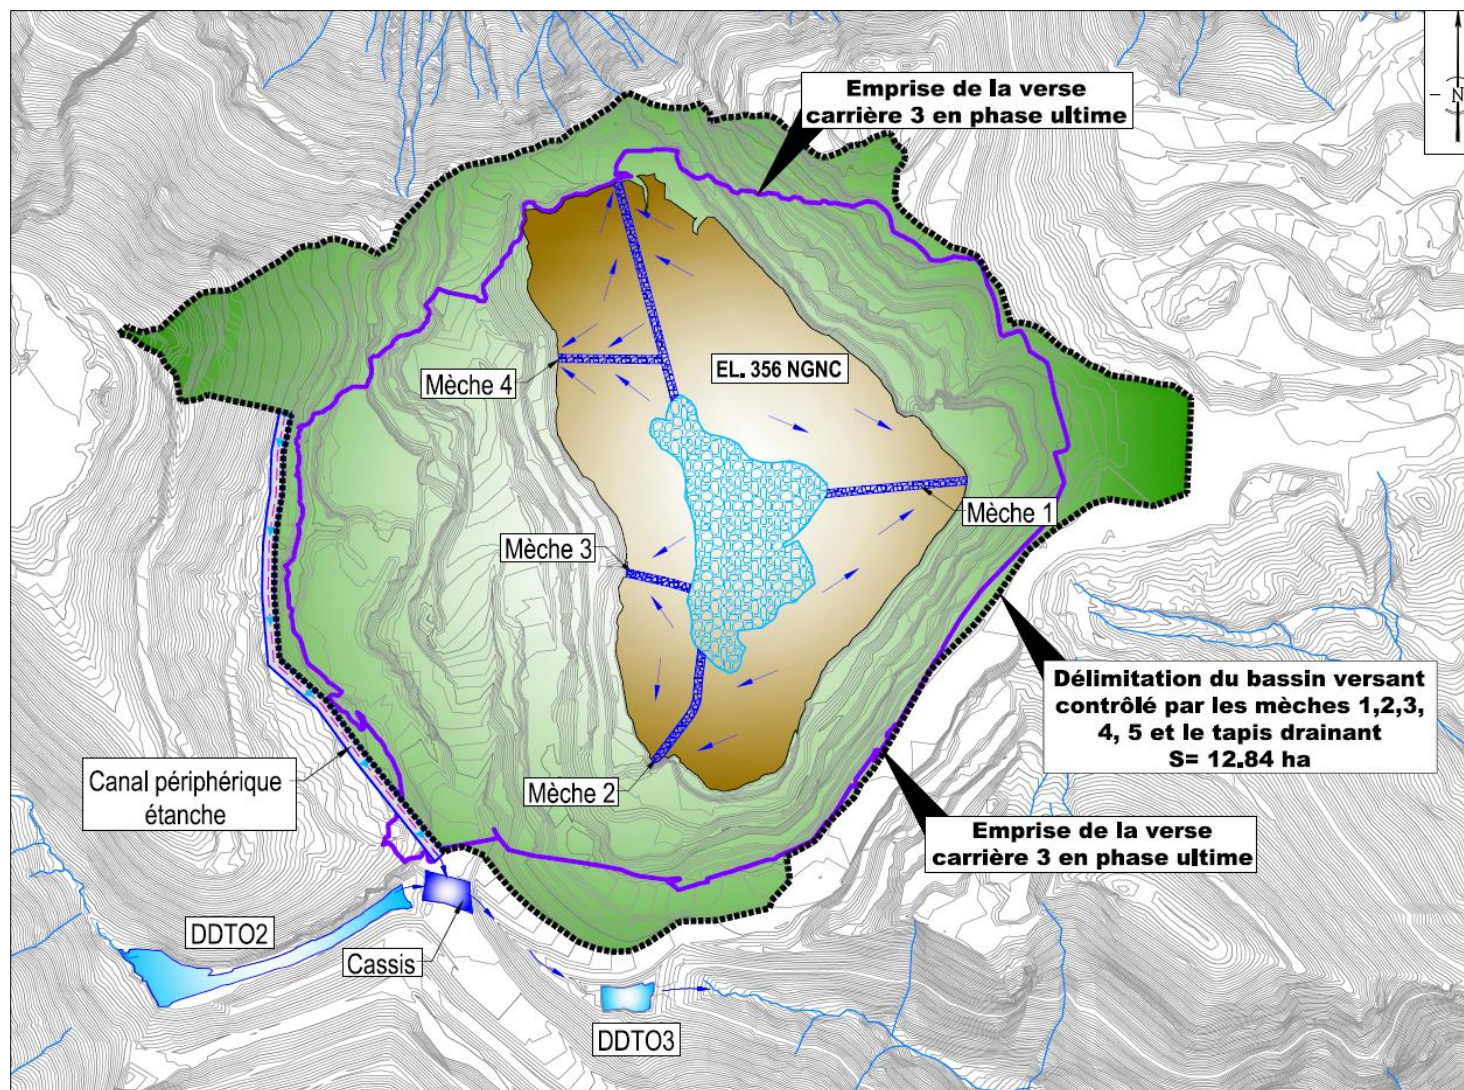 Emprise de la verse
carrière 3 en phase ultime
N
EL. 356 NGNC
Mèche 4
Mèche 1
Mèche 3
Délimitation du bassin versant
contrôlé par les mèches 1,2,3,
4, 5 et le tapis drainant
S= 12.84 ha
Canal périphérique
étanche
Mèche 2
Emprise de la verse
carrière 3 en phase ultime
DDTO2
Cassis
DDTO3